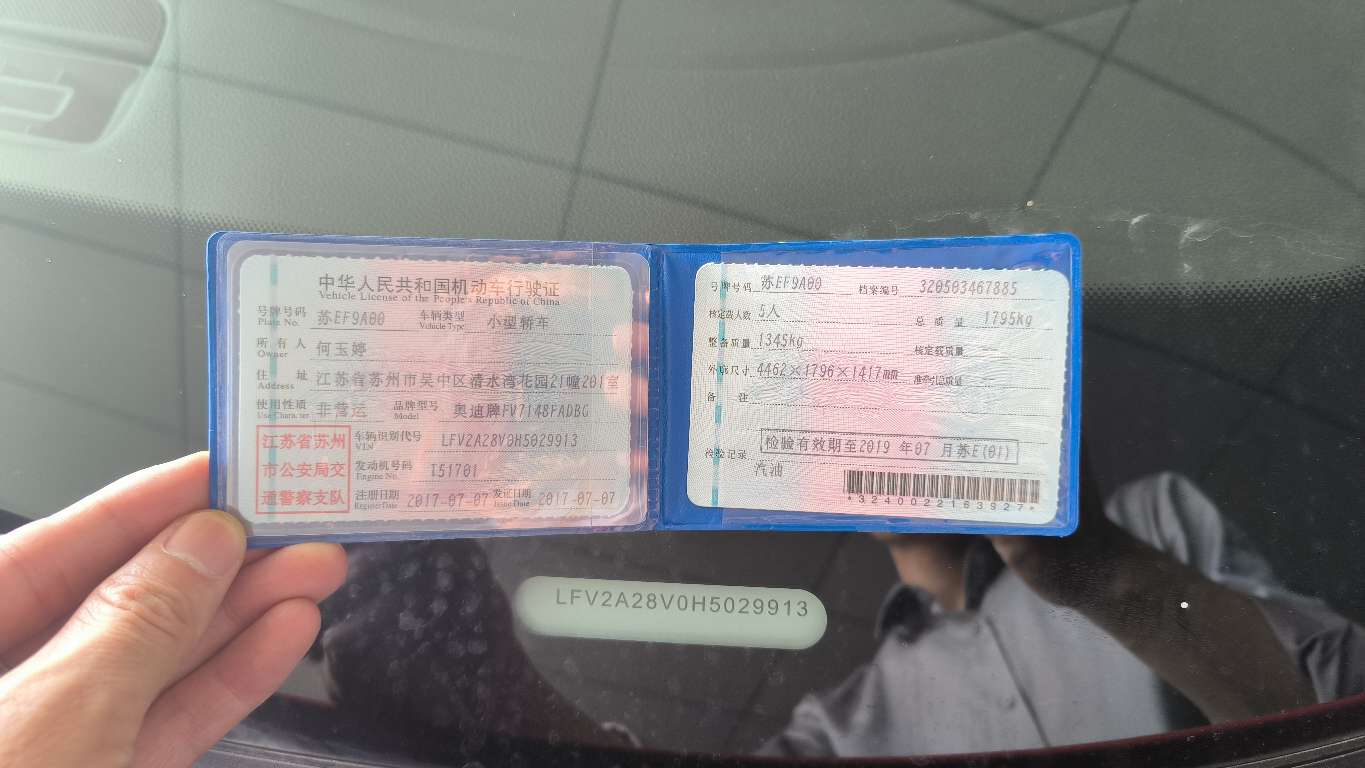 中华人民共和国机动车行驶证
Vehicle License of the People's Republic of China
号牌号码 苏EF9A00 车辆类型 小型轿车
Plate No. Vehicle Type
所有人 何玉婷
Owner
住址 江苏省苏州市吴中区清水湾花园21幢201室
Address
使用性质 非营运 品牌型号 奥迪牌FV7148FADBG
Use Character Model
江苏省苏州
市公安局交
通警察支队
车辆识别代号 LFV2A28V0H5029913
VIN
发动机号码 I51701
Engine No.
注册日期 2017-07-07 发证日期 2017-07-07
Register Date Issue Date
号牌号码 苏EF9A00 档案编号 320503467885
核定载人数 5人 总质量 1795kg
整备质量 1345kg 核定载质量 --
外廓尺寸 4462×1796×1417mm 准牵引总质量 --
备注
检验记录 检验有效期至2019年07月苏E(01)
汽油
*3240022163927*
LFV2A28V0H5029913